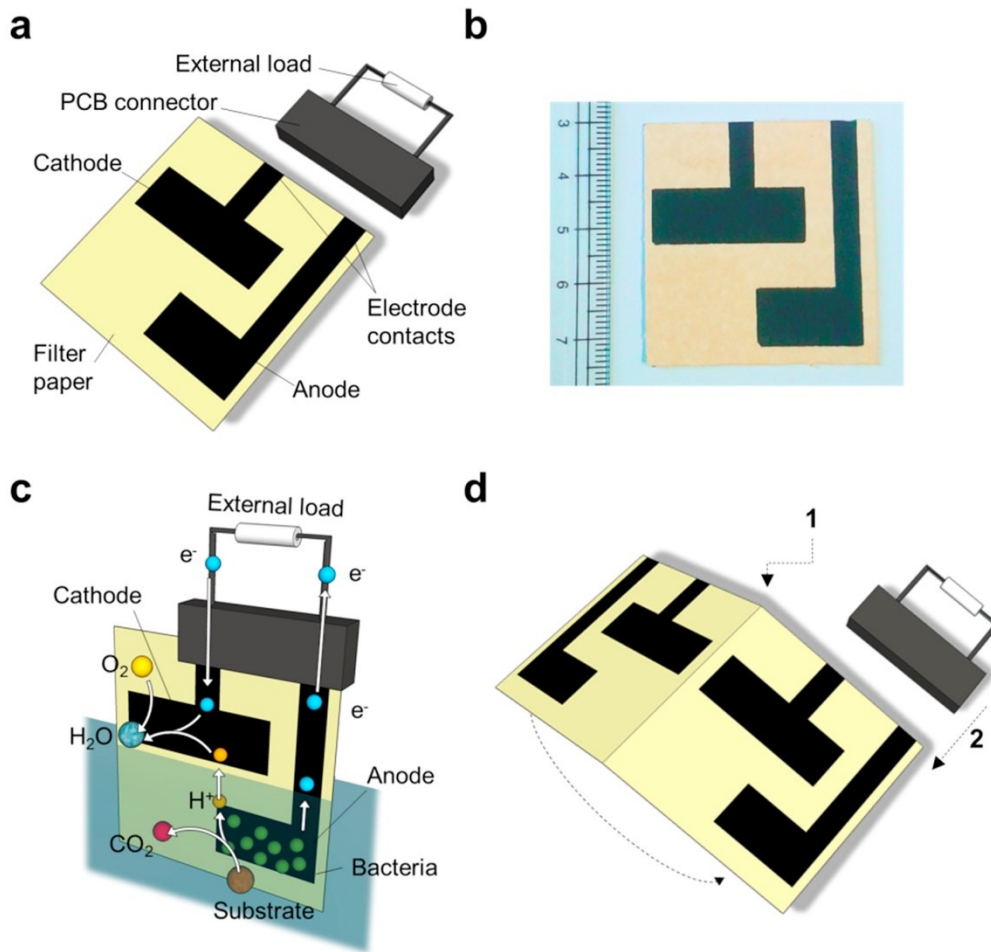 a
External load
PCB connector
Cathode
Electrode
contacts
Filter
paper
Anode
b
3
4
5
6
7
c
External load
e-
e-
Cathode
O2
e-
H2O
Anode
H+
CO2
Bacteria
Substrate
d
1
2